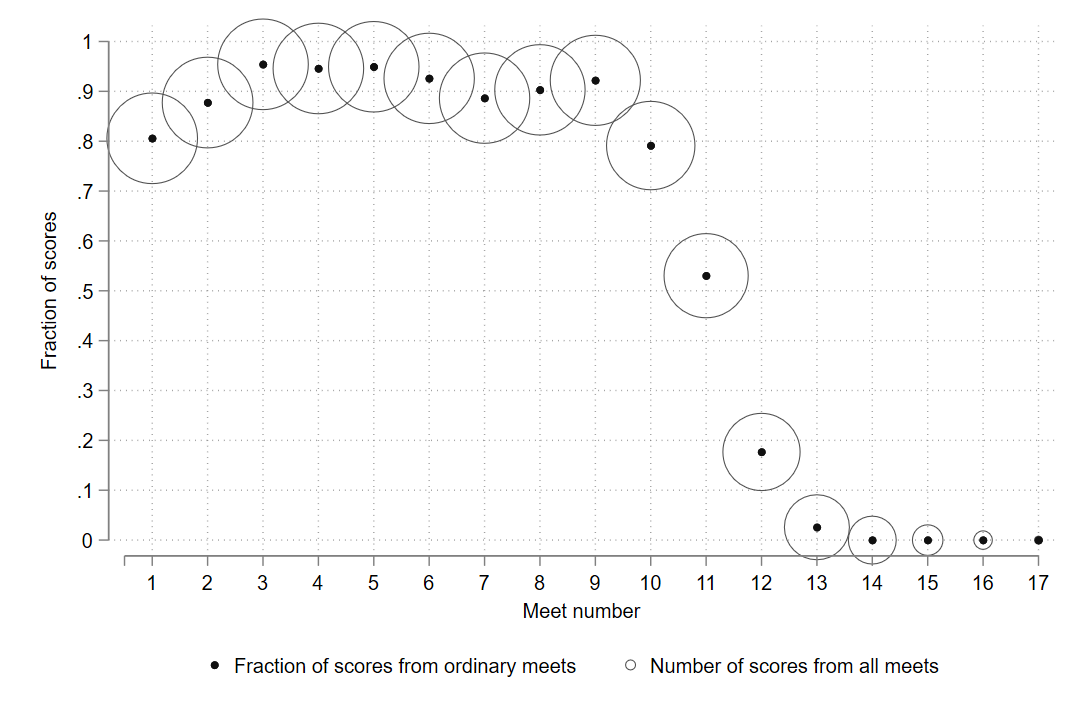 Fraction of scores
1
.9
.8
.7
.6
.5
.4
.3
.2
.1
0
1 2 3 4 5 6 7 8 9 10 11 12 13 14 15 16 17
Meet number
Fraction of scores from ordinary meets
Number of scores from all meets